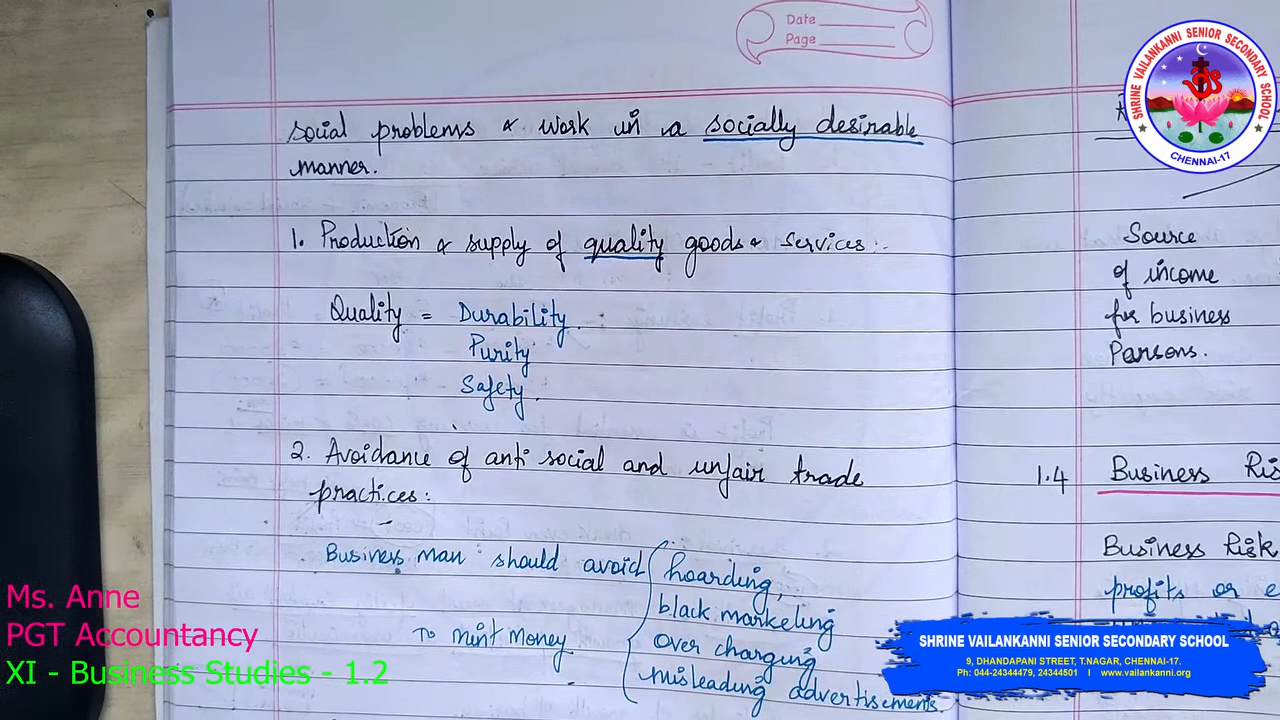 Date
Page
social problems & work in a socially desirable
manner.
1. Production & supply of quality goods & services:-
Quality = Durability.
Purity
Safety.
2. Avoidance of anti social and unfair trade
practices:
Business man should avoid hoarding,
black marketing
To mint money
over charging
misleading advertisements.
Source
of income
for business
Persons.
1.4 Business Ris
Business Risk
profits or e
SHRINE VAILANKANNI SENIOR SECONDARY SCHOOL
CHENNAI-17
Ms. Anne
PGT Accountancy
XI - Business Studies - 1.2
SHRINE VAILANKANNI SENIOR SECONDARY SCHOOL
9, DHANDAPANI STREET, T.NAGAR, CHENNAI-17.
Ph: 044-24344479, 24344501 I www.vailankanni.org